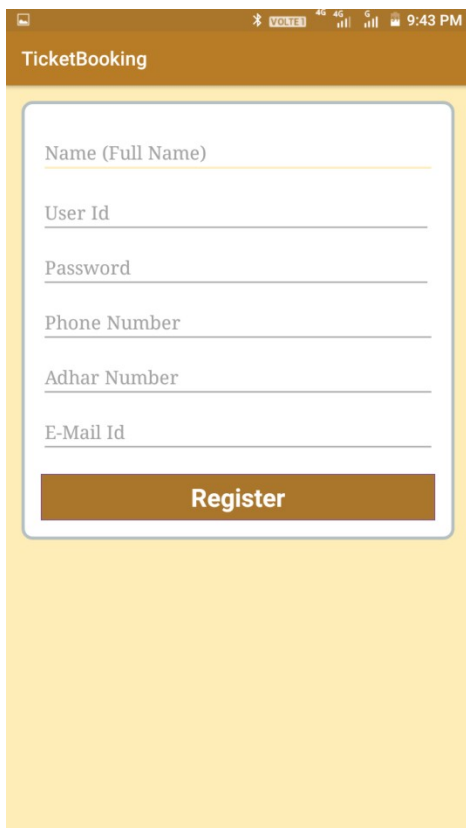 VOLTE1 4G 4G G 9:43 PM
TicketBooking
Name (Full Name)
User Id
Password
Phone Number
Adhar Number
E-Mail Id
Register